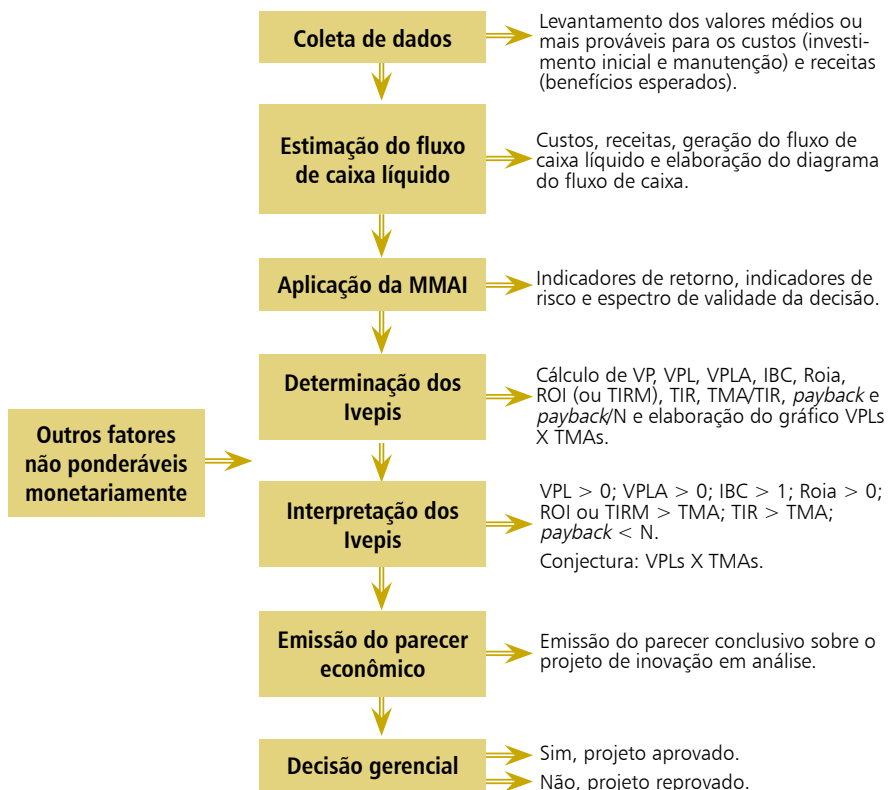 Coleta de dados
Levantamento dos valores médios ou
mais prováveis para os custos (investi-
mento inicial e manutenção) e receitas
(benefícios esperados).
Estimação do fluxo
de caixa líquido
Custos, receitas, geração do fluxo de
caixa líquido e elaboração do diagrama
do fluxo de caixa.
Aplicação da MMAI
Indicadores de retorno, indicadores de
risco e espectro de validade da decisão.
Determinação dos
Ivepis
Cálculo de VP, VPL, VPLA, IBC, Roia,
ROI (ou TIRM), TIR, TMA/TIR, payback e
payback/N e elaboração do gráfico VPLs
X TMAs.
Outros fatores
não ponderáveis
monetariamente
Interpretação dos
Ivepis
VPL > 0; VPLA > 0; IBC > 1; Roia > 0;
ROI ou TIRM > TMA; TIR > TMA;
payback < N.
Conjectura: VPLs X TMAs.
Emissão do parecer
econômico
Emissão do parecer conclusivo sobre o
projeto de inovação em análise.
Decisão gerencial
Sim, projeto aprovado.
Não, projeto reprovado.